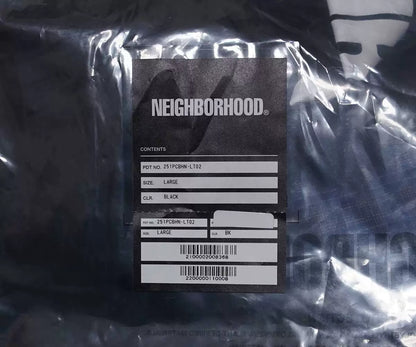 NEIGHBORHOOD®
CONTENTS
PDT NO. 251PCBHN-LT02
SIZE. LARGE
CLR. BLACK
PDT NO. 251PCBHN-LT02
SIZE. LARGE CLR. BK
2100002008368
2200000110008